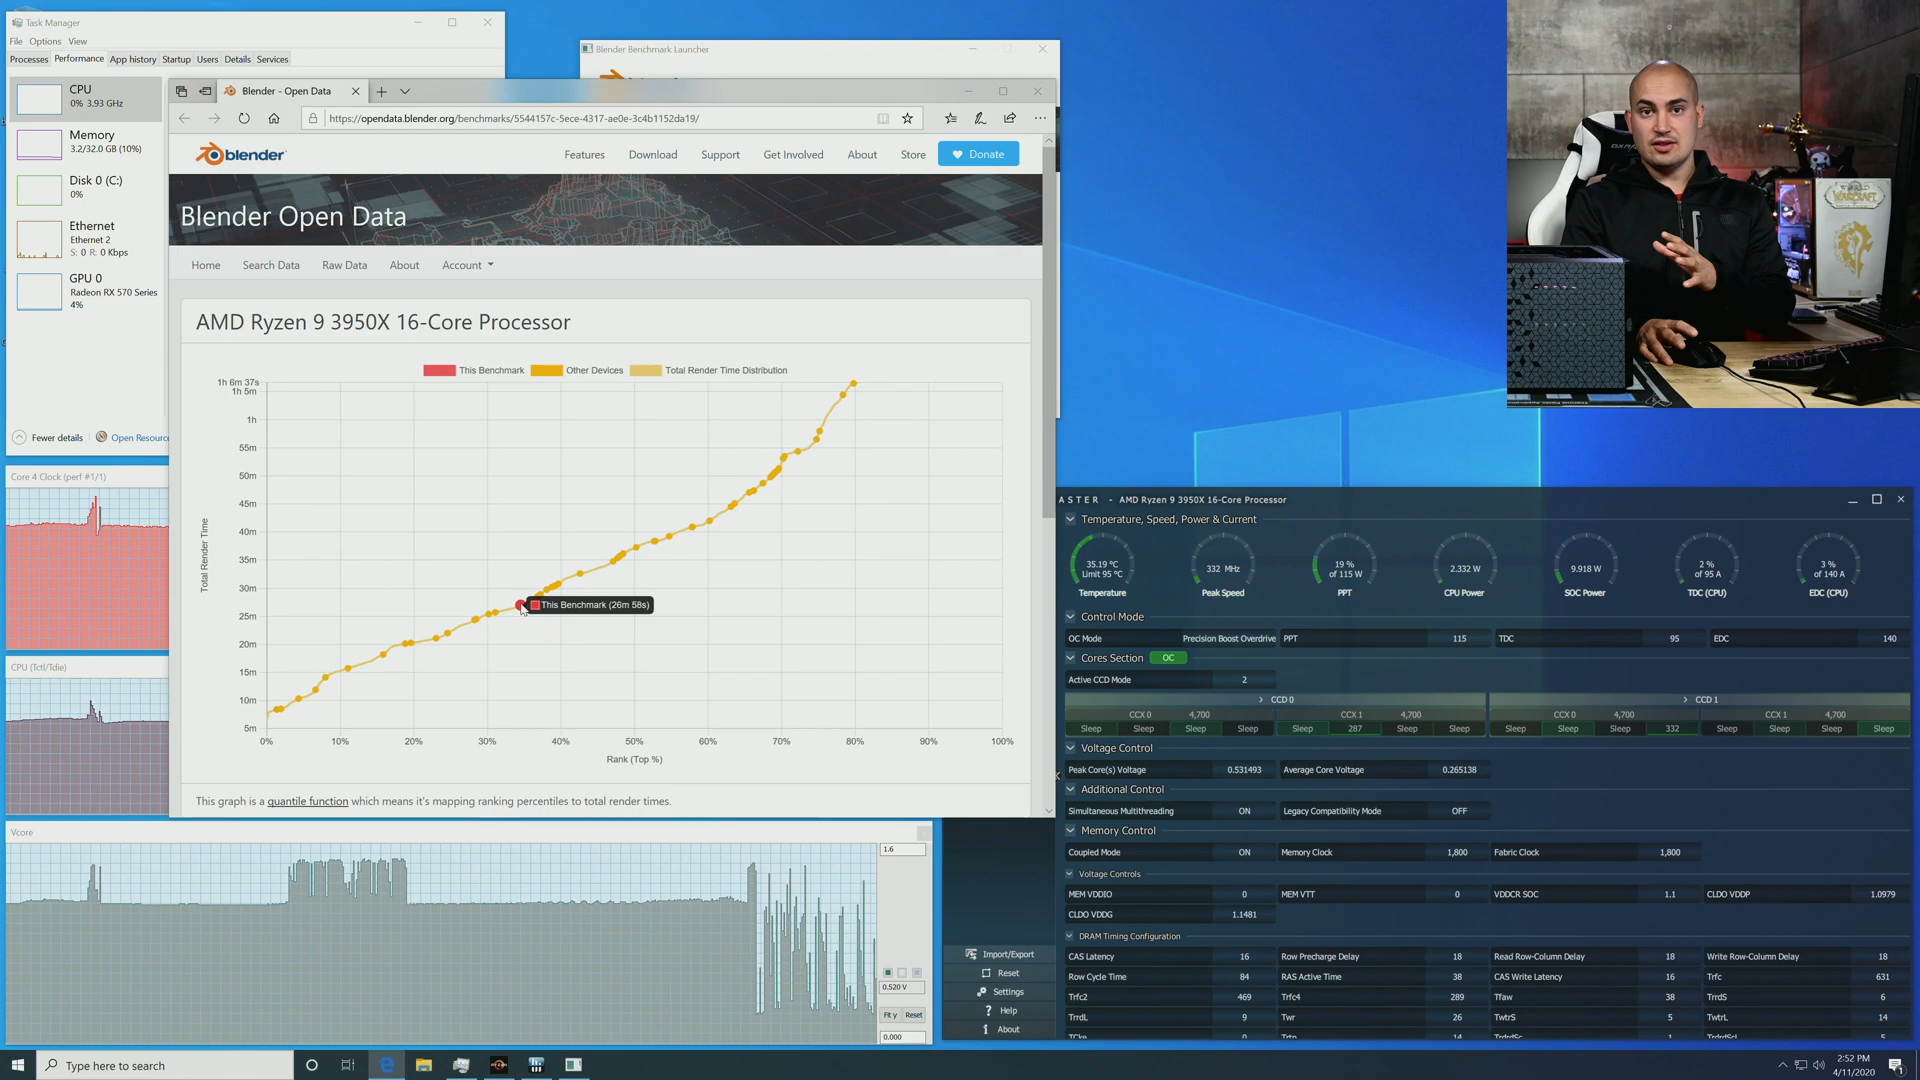 Task Manager
File Options View
Processes Performance App history Startup Users Details Services
CPU
0% 3.93 GHz
Memory
3.2/32.0 GB (10%)
Disk 0 (C:)
0%
Ethernet
Ethernet 2
S: 0 R: 0 Kbps
GPU 0
Radeon RX 570 Series
4%
Fewer details
Open Resourc
Blender Benchmark Launcher
Blender - Open Data
https://opendata.blender.org/benchmarks/5544157c-5ece-4317-ae0e-3c4b1152da19/
blender
Features Download Support Get Involved About Store Donate
Blender Open Data
Home Search Data Raw Data About Account
AMD Ryzen 9 3950X 16-Core Processor
This Benchmark Other Devices Total Render Time Distribution
1h 6m 37s
1h 5m
1h
55m
50m
45m
40m
35m
30m
25m
20m
15m
10m
5m
Total Render Time
This Benchmark (26m 58s)
0% 10% 20% 30% 40% 50% 60% 70% 80% 90% 100%
Rank (Top %)
This graph is a quantile function which means it's mapping ranking percentiles to total render times.
Core 4 Clock (perf #1/1)
CPU (Tctl/Tdie)
Vcore
1.6
0.520 V
Fit y Reset
0.000
WORLD
WARCRAFT
ASTER - AMD Ryzen 9 3950X 16-Core Processor
Temperature, Speed, Power & Current
35.19 °C
Limit 95 °C
Temperature
332 MHz
Peak Speed
19 %
of 115 W
PPT
2.332 W
CPU Power
9.918 W
SOC Power
2 %
of 95 A
TDC (CPU)
3 %
of 140 A
EDC (CPU)
Control Mode
OC Mode Precision Boost Overdrive PPT 115 TDC 95 EDC 140
Cores Section OC
Active CCD Mode 2
CCD 0 CCD 1
CCX 0 4,700 CCX 1 4,700 CCX 0 4,700 CCX 1 4,700
Sleep Sleep Sleep Sleep Sleep 287 Sleep Sleep Sleep Sleep Sleep 332 Sleep Sleep Sleep Sleep
Voltage Control
Peak Core(s) Voltage 0.531493 Average Core Voltage 0.265138
Additional Control
Simultaneous Multithreading ON Legacy Compatibility Mode OFF
Memory Control
Coupled Mode ON Memory Clock 1,800 Fabric Clock 1,800
Voltage Controls
MEM VDDIO 0 MEM VTT 0 VDDCR SOC 1.1 CLDO VDDP 1.0979
CLDO VDDG 1.1481
DRAM Timing Configuration
CAS Latency 16 Row Precharge Delay 18 Read Row-Column Delay 18 Write Row-Column Delay 18
Row Cycle Time 84 RAS Active Time 38 CAS Write Latency 16 Trfc 631
Trfc2 469 Trfc4 289 Tfaw 38 TrrdS 6
TrrdL 9 Twr 26 TwtrS 5 TwtrL 14
Import/Export
Reset
Settings
Help
About
Type here to search
2:52 PM
4/11/2020
1